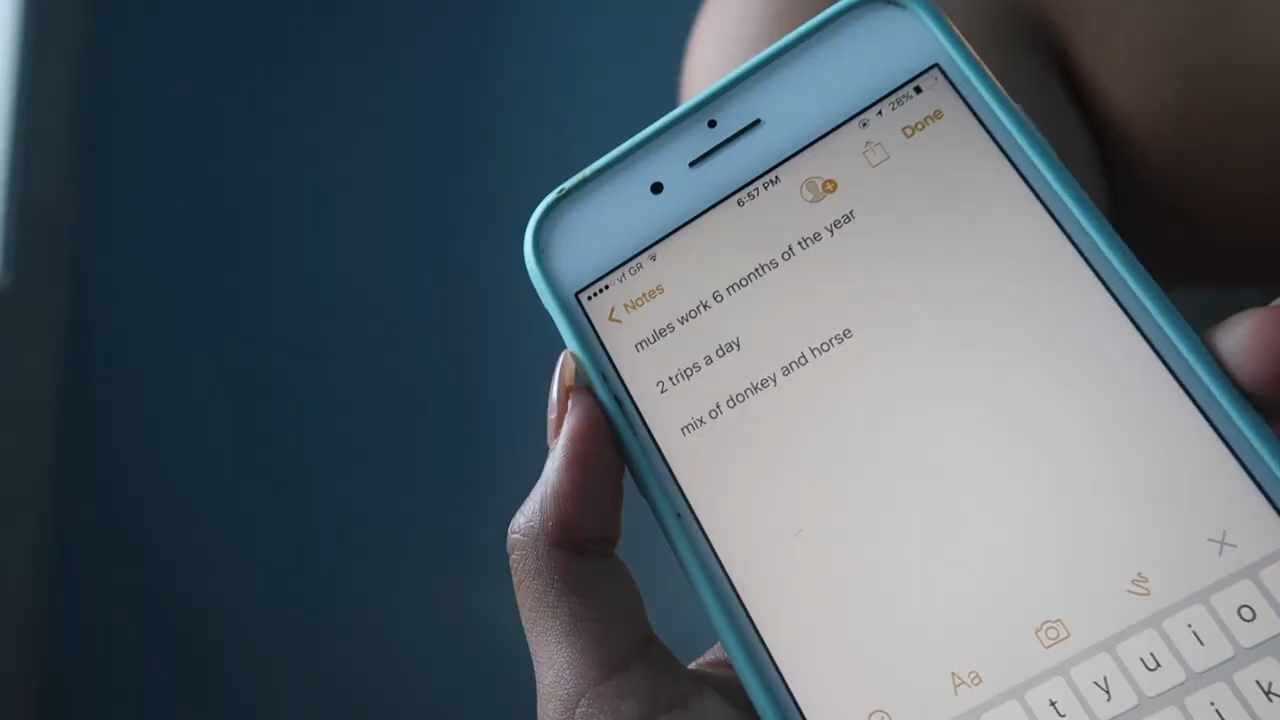 vf GR 6:57 PM 28%
Notes Done
mules work 6 months of the year
2 trips a day
mix of donkey and horse
Aa
t y u i o
j k